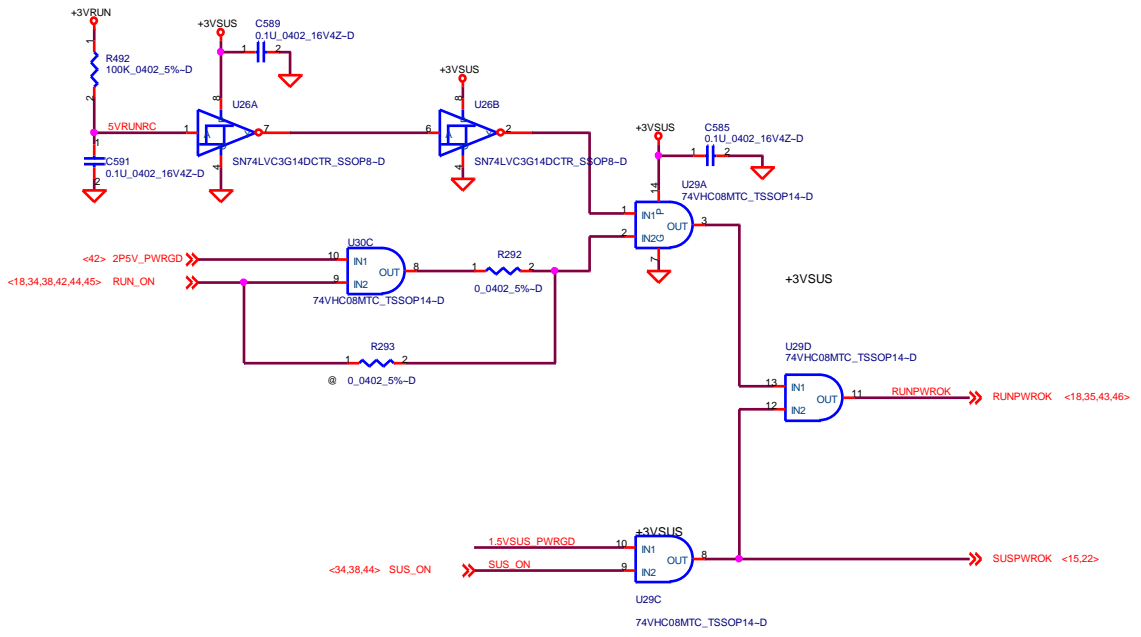 +3VRUN
1
R492
100K_0402_5%~D
2
5VRUNRC
1
C591
0.1U_0402_16V4Z~D
2
+3VSUS
C589
0.1U_0402_16V4Z~D
1
2
8
U26A
1
A
Y
7
4
SN74LVC3G14DCTR_SSOP8~D
+3VSUS
8
U26B
6
A
Y
2
4
SN74LVC3G14DCTR_SSOP8~D
+3VSUS
C585
0.1U_0402_16V4Z~D
1
2
14
U29A
74VHC08MTC_TSSOP14~D
1
IN1
P
OUT
3
2
IN2
G
7
<42> 2P5V_PWRGD
<18,34,38,42,44,45> RUN_ON
U30C
10
IN1
OUT
8
9
IN2
74VHC08MTC_TSSOP14~D
R292
1
2
0_0402_5%~D
R293
1
2
@ 0_0402_5%~D
+3VSUS
U29D
74VHC08MTC_TSSOP14~D
13
IN1
OUT
11
12
IN2
RUNPWROK
RUNPWROK <18,35,43,46>
+3VSUS
1.5VSUS_PWRGD
10
IN1
OUT
8
<34,38,44> SUS_ON
SUS_ON
9
IN2
SUSPWROK <15,22>
U29C
74VHC08MTC_TSSOP14~D